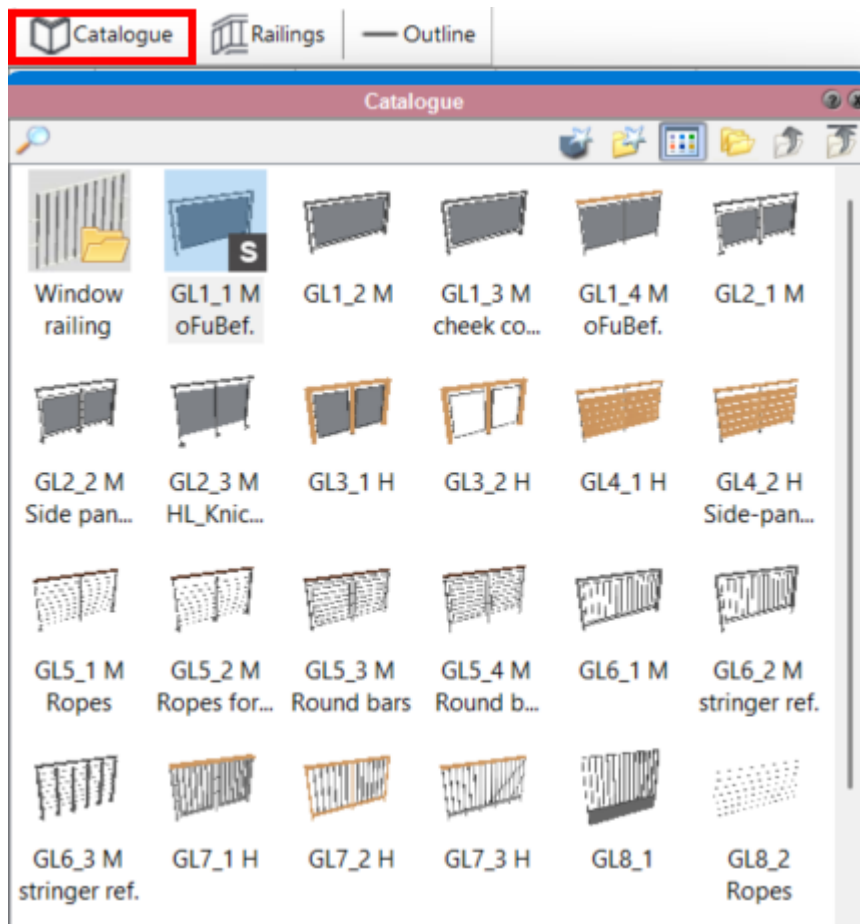 Catalogue Railings Outline
Catalogue
S
Window GL1_1 M GL1_2 M GL1_3 M GL1_4 M GL2_1 M
railing oFuBef. cheek co... oFuBef.
GL2_2 M GL2_3 M GL3_1 H GL3_2 H GL4_1 H GL4_2 H
Side pan... HL_Knic... Side-pan...
GL5_1 M GL5_2 M GL5_3 M GL5_4 M GL6_1 M GL6_2 M
Ropes Ropes for... Round bars Round b... stringer ref.
GL6_3 M GL7_1 H GL7_2 H GL7_3 H GL8_1 GL8_2
stringer ref. Ropes